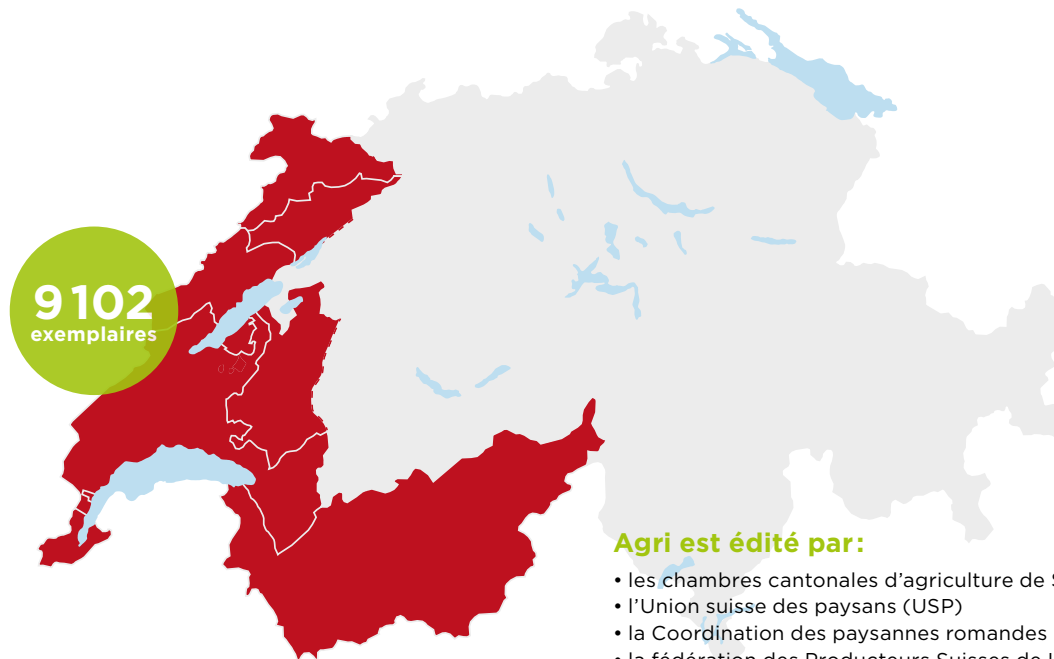 9 102
exemplaires
Agri est édité par:
• les chambres cantonales d’agriculture de
• l’Union suisse des paysans (USP)
• la Coordination des paysannes romandes
• la fédération des Producteurs Suisses de